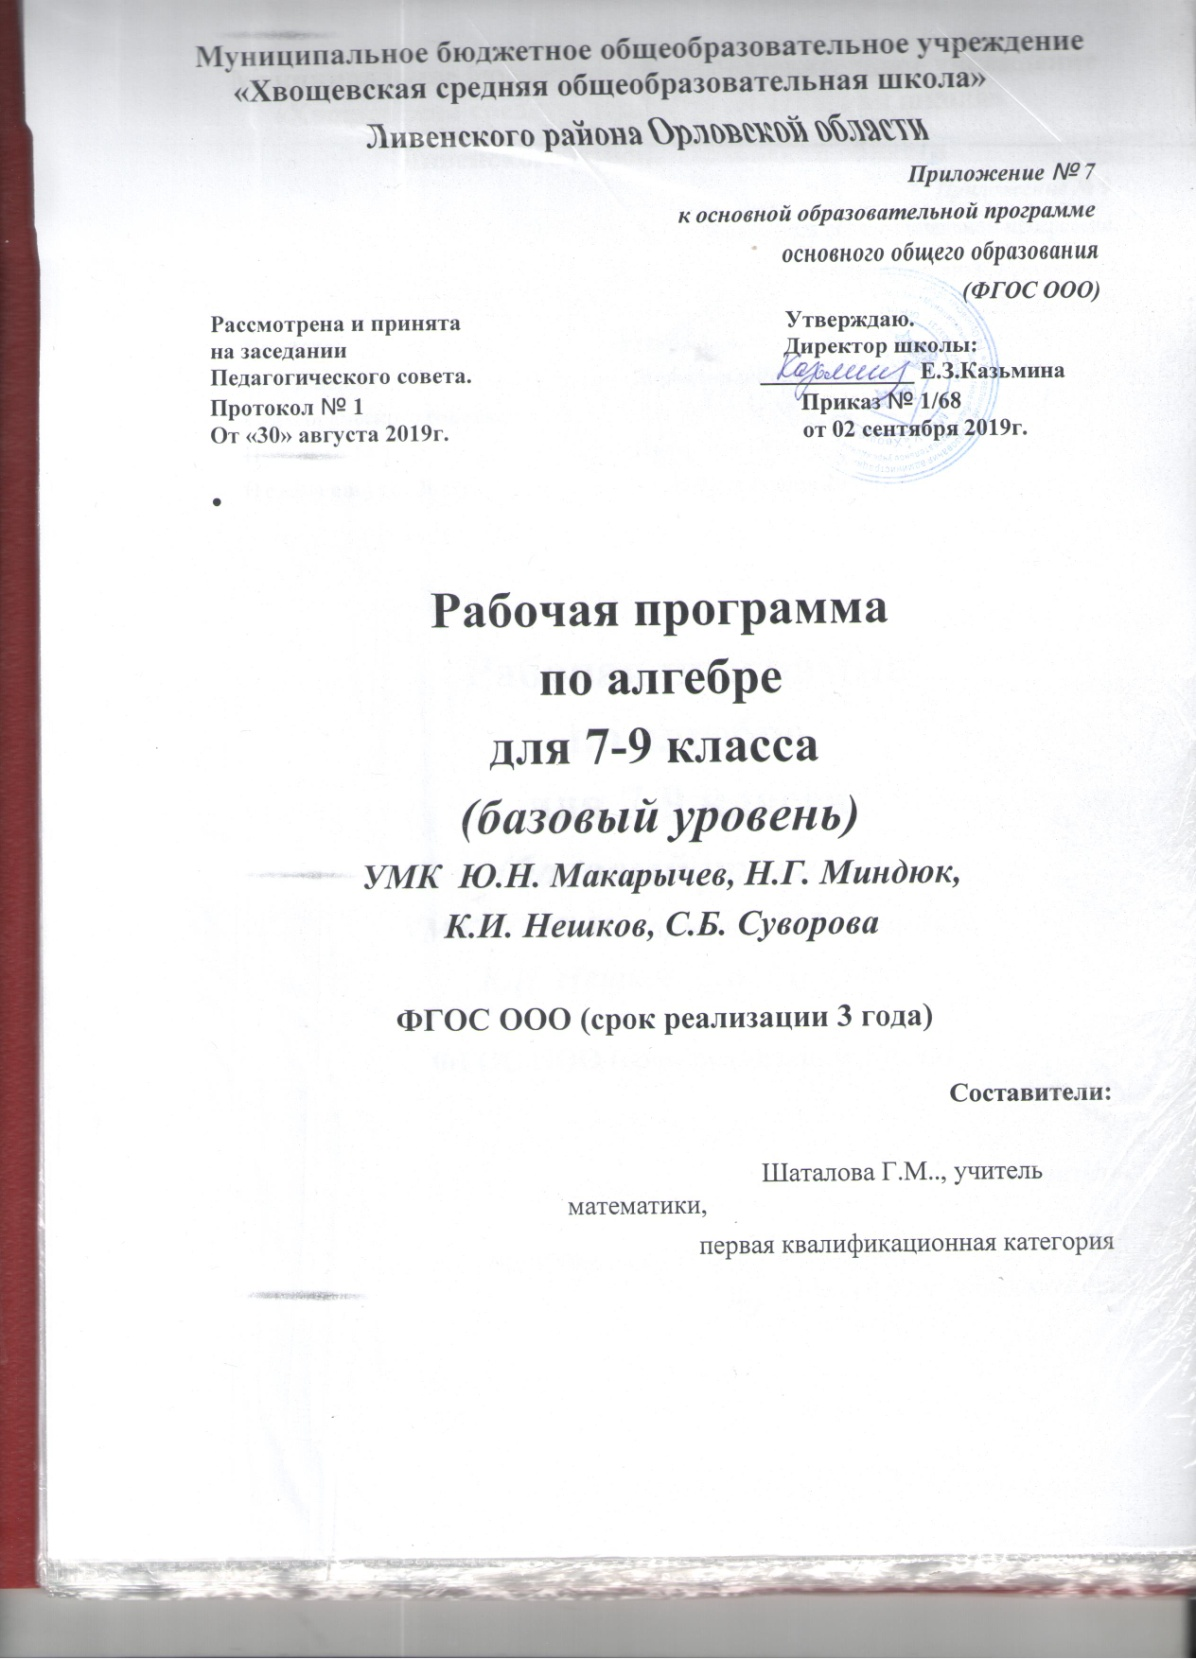 Муниципальное бюджетное общеобразовательное учреждение
«Хвощевская средняя общеобразовательная школа»
Ливенского района Орловской области
Приложение № 7
к основной образовательной программе
основного общего образования
(ФГОС ООО)
Рассмотрена и принята
на заседании
Педагогического совета.
Протокол № 1
От «30» августа 2019г.
Утверждаю.
Директор школы:
Е.З.Казьмина
Приказ № 1/68
от 02 сентября 2019г.
Рабочая программа
по алгебре
для 7-9 класса
(базовый уровень)
УМК Ю.Н. Макарычев, Н.Г. Миндюк,
К.И. Нешков, С.Б. Суворова
ФГОС ООО (срок реализации 3 года)
Составители:
Шаталова Г.М.., учитель
математики,
первая квалификационная категория